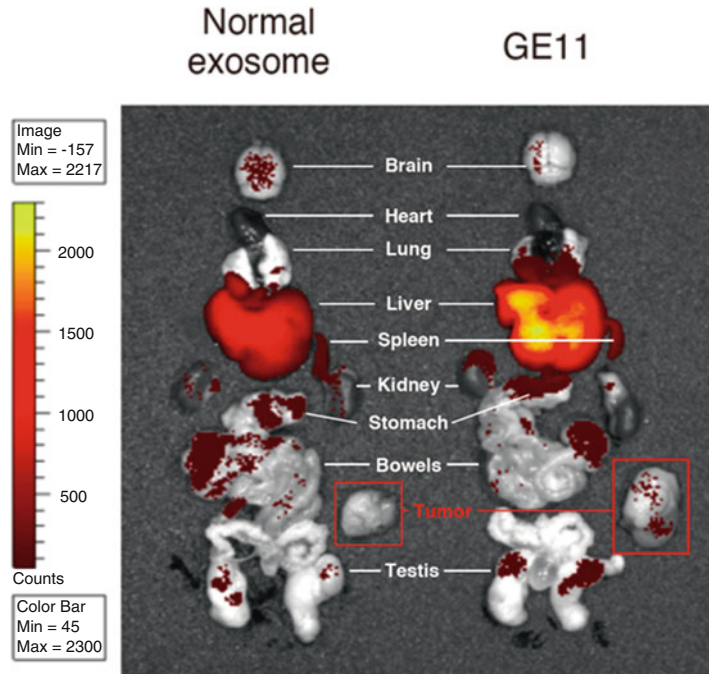 Normal
exosome
GE11
Image
Min = -157
Max = 2217
2000
1500
1000
500
Counts
Color Bar
Min = 45
Max = 2300
Brain
Heart
Lung
Liver
Spleen
Kidney
Stomach
Bowels
Tumor
Testis